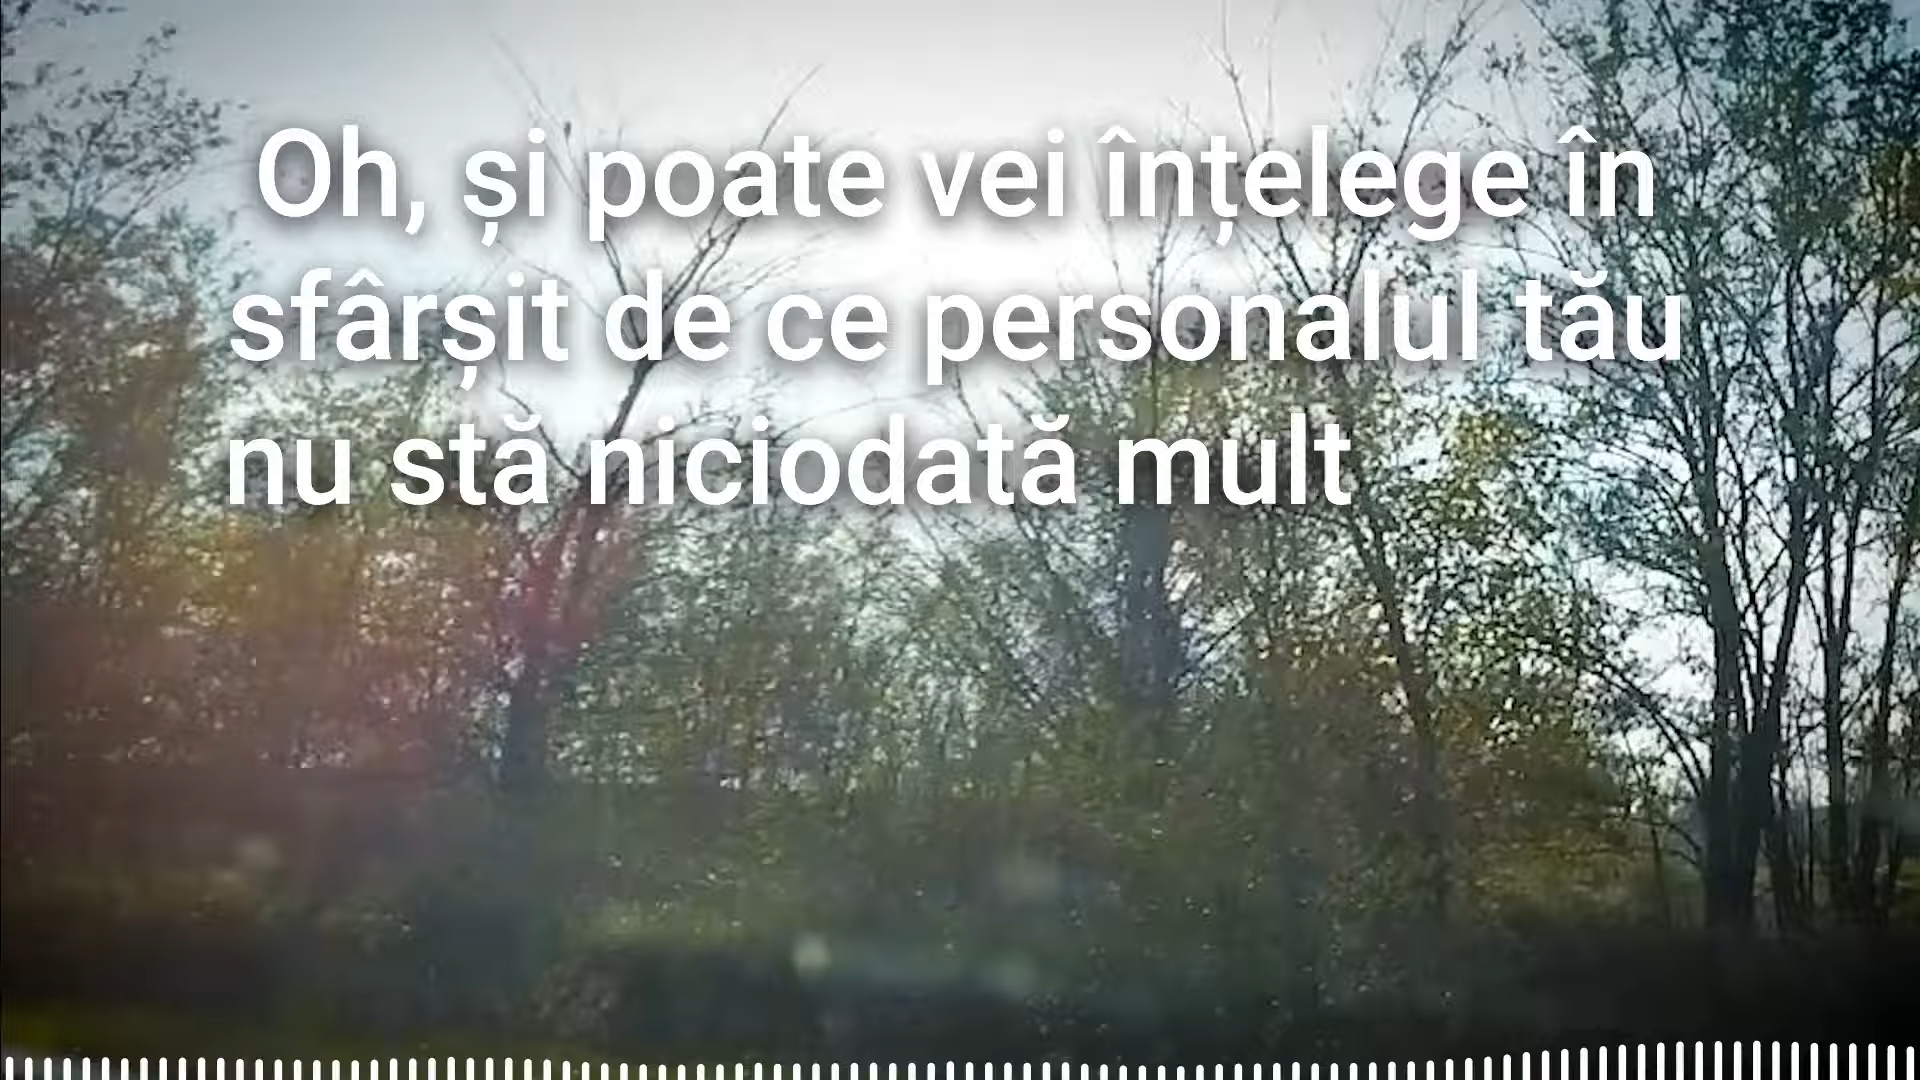 Oh, și poate vei înțelege în
sfârșit de ce personalul tău
nu stă niciodată mult